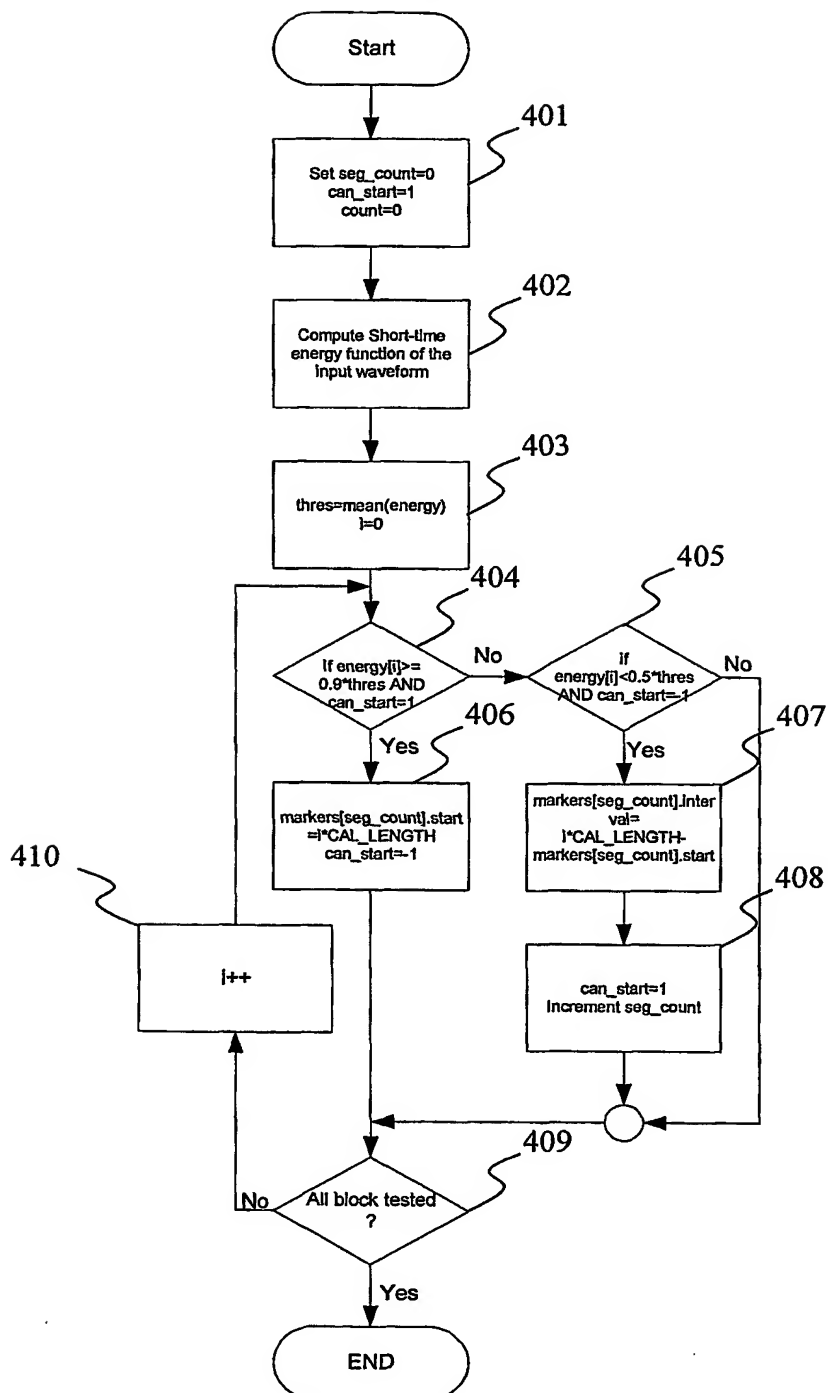 Start
401
Set seg_count=0
can_start=1
count=0
402
Compute Short-time
energy function of the
input waveform
403
thres=mean(energy)
i=0
404
If energy[i]>=
0.9*thres AND
can_start=1
No
Yes
405
if
energy[i]<0.5*thres
AND can_start=-1
No
Yes
406
markers[seg_count].start
=i*CAL_LENGTH
can_start=-1
407
markers[seg_count].inter
val=
i*CAL_LENGTH-
markers[seg_count].start
408
can_start=1
Increment seg_count
410
i++
409
All block tested
?
No
Yes
END